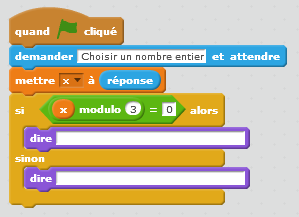 quand cliqué
demander Choisir un nombre entier et attendre
mettre x à réponse
si x modulo 3 = 0 alors
dire
sinon
dire